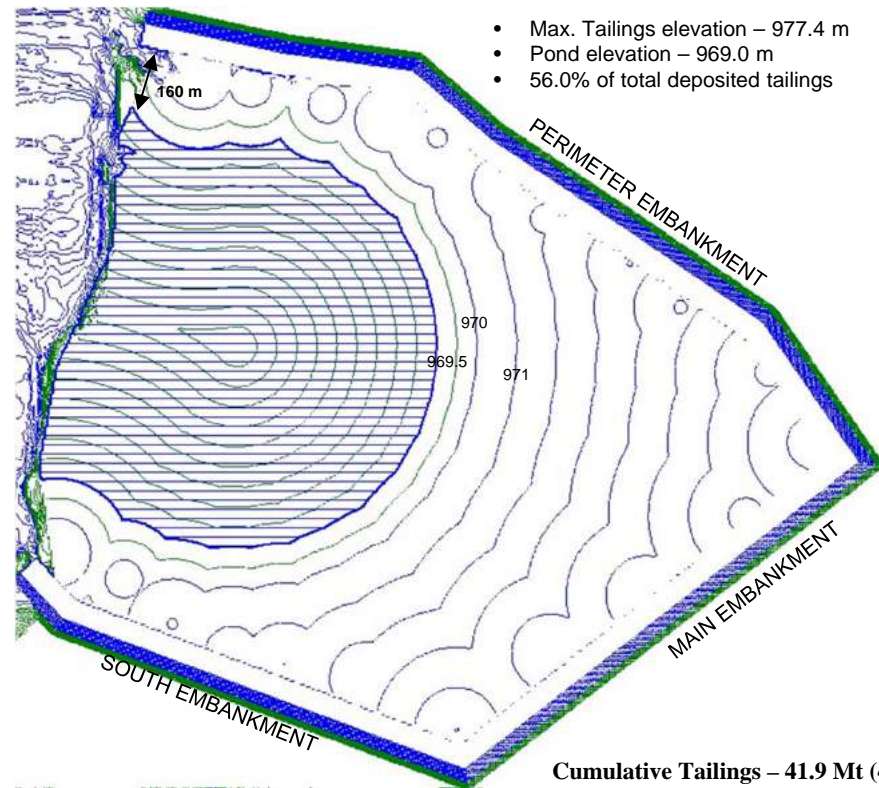 • Max. Tailings elevation – 977.4 m
• Pond elevation – 969.0 m
• 56.0% of total deposited tailings
160 m
PERIMETER EMBANKMENT
970
969.5
971
MAIN EMBANKMENT
SOUTH EMBANKMENT
Cumulative Tailings – 41.9 Mt (